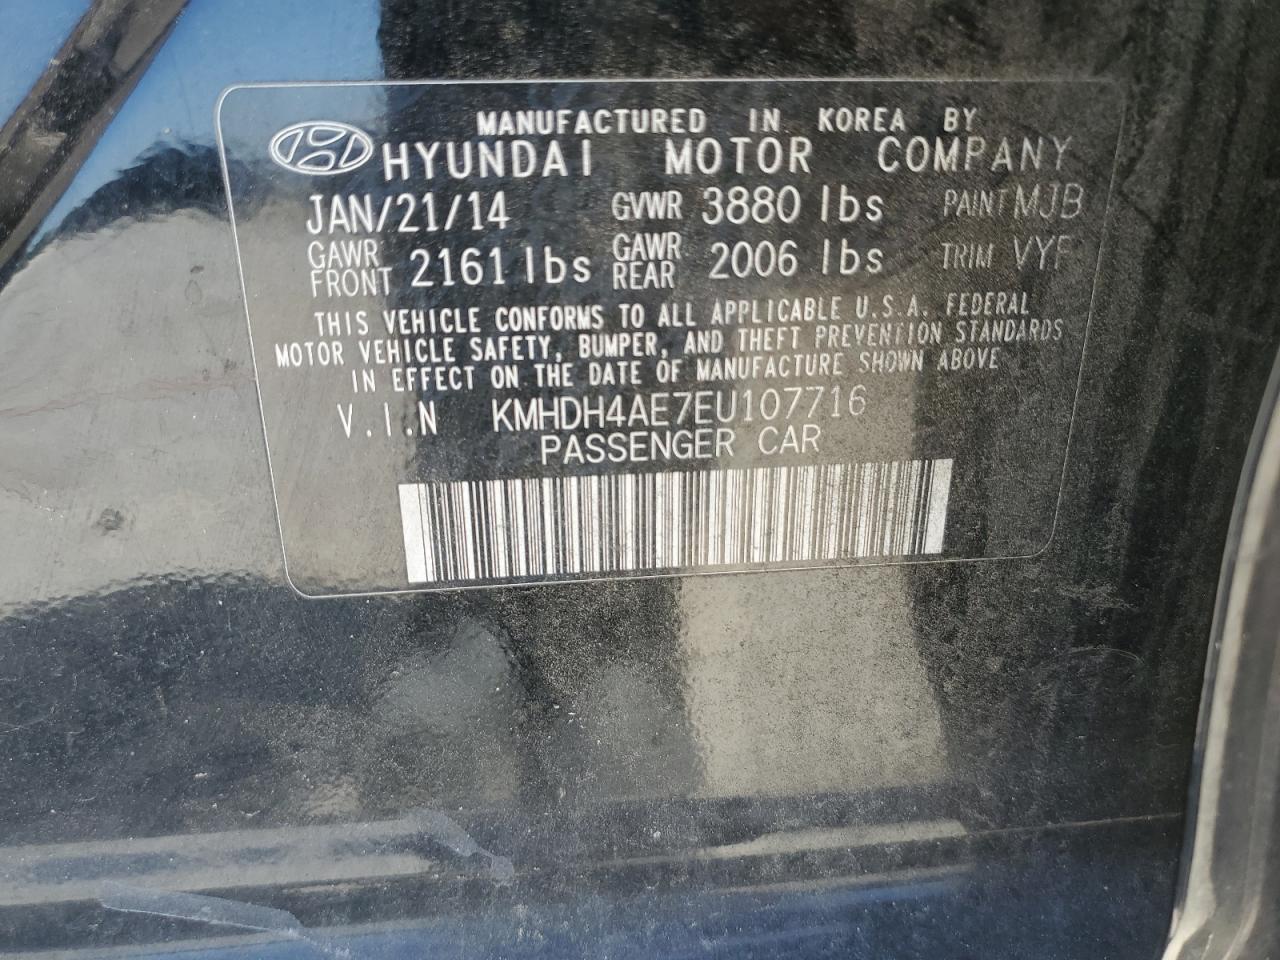 MANUFACTURED IN KOREA BY
HYUNDAI MOTOR COMPANY
JAN/21/14 GVWR 3880 lbs PAINT MJB
GAWR FRONT 2161 lbs GAWR REAR 2006 lbs TRIM VYF
THIS VEHICLE CONFORMS TO ALL APPLICABLE U.S.A. FEDERAL
MOTOR VEHICLE SAFETY, BUMPER, AND THEFT PREVENTION STANDARDS
IN EFFECT ON THE DATE OF MANUFACTURE SHOWN ABOVE
V.I.N KMHDH4AE7EU107716
PASSENGER CAR